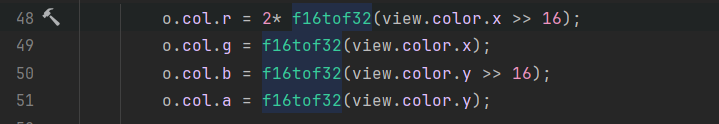 48 o.col.r = 2* f16tof32(view.color.x >> 16);
49 o.col.g = f16tof32(view.color.x);
50 o.col.b = f16tof32(view.color.y >> 16);
51 o.col.a = f16tof32(view.color.y);